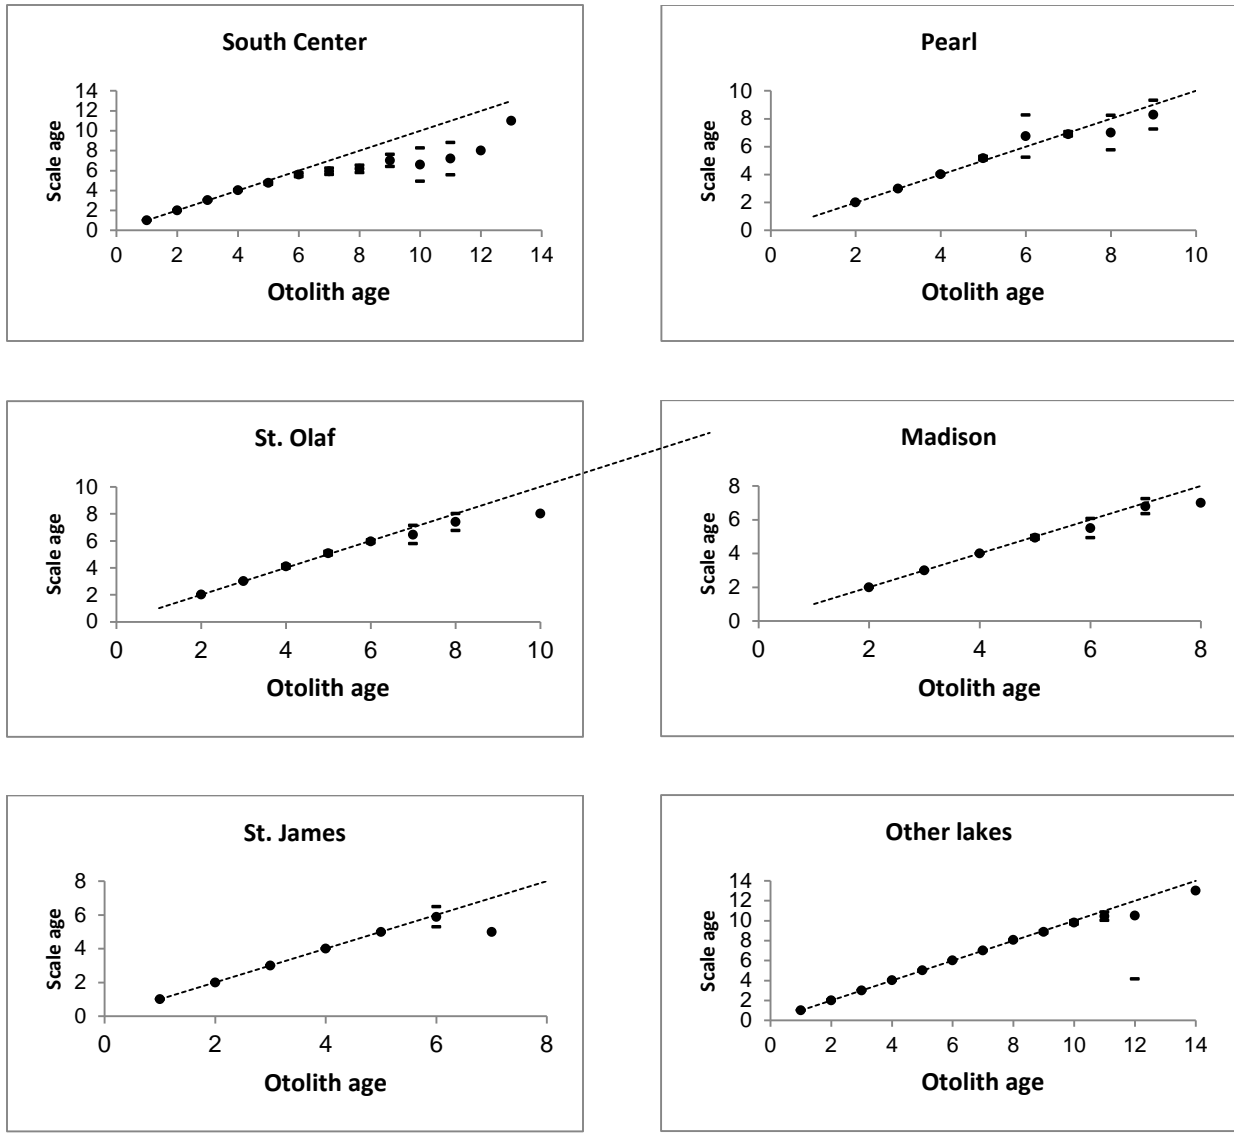 South Center
Scale age
14
12
10
8
6
4
2
0
0 2 4 6 8 10 12 14
Otolith age
Pearl
Scale age
10
8
6
4
2
0
0 2 4 6 8 10
Otolith age
St. Olaf
Scale age
10
8
6
4
2
0
0 2 4 6 8 10
Otolith age
Madison
Scale age
8
6
4
2
0
0 2 4 6 8
Otolith age
St. James
Scale age
8
6
4
2
0
0 2 4 6 8
Otolith age
Other lakes
Scale age
14
12
10
8
6
4
2
0
0 2 4 6 8 10 12 14
Otolith age